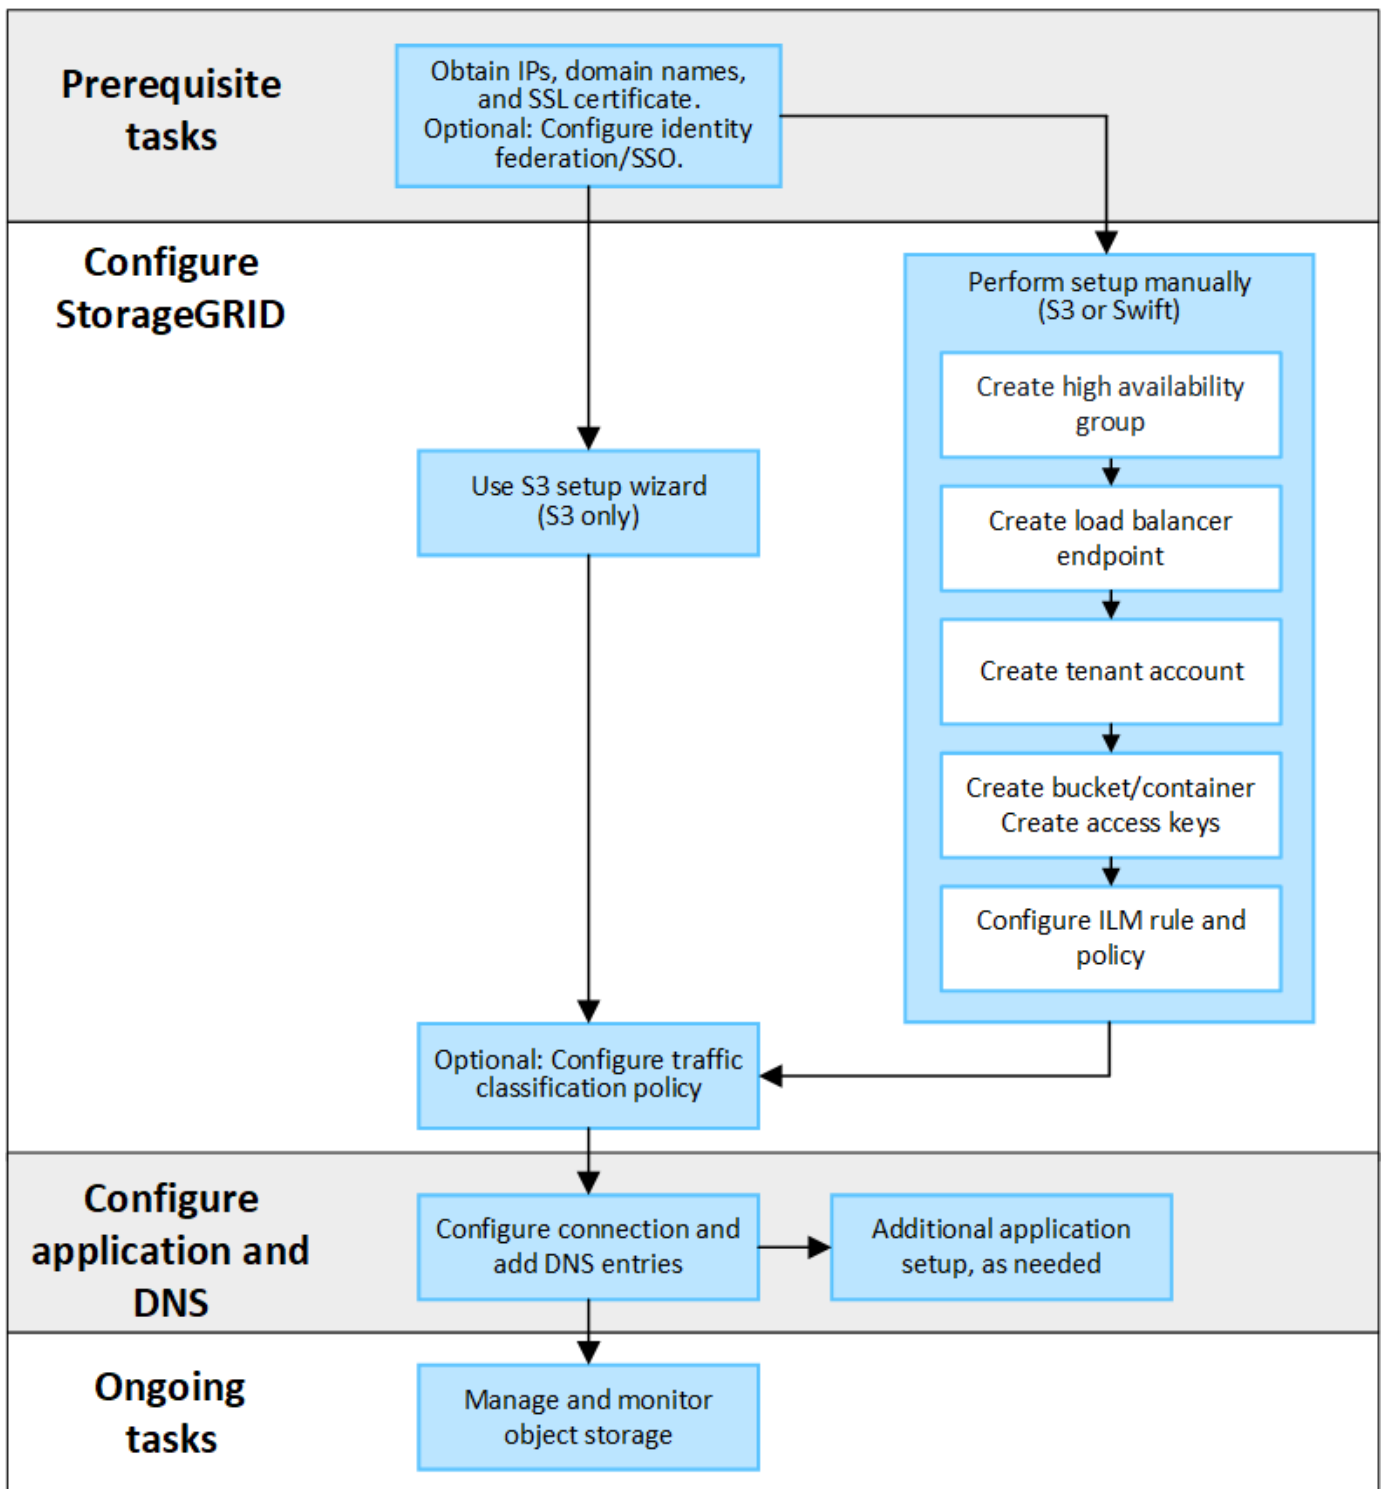 Prerequisite
tasks
Obtain IPs, domain names,
and SSL certificate.
Optional: Configure identity
federation/SSO.
Configure
StorageGRID
Perform setup manually
(S3 or Swift)
Create high availability
group
Create load balancer
endpoint
Create tenant account
Create bucket/container
Create access keys
Configure ILM rule and
policy
Use S3 setup wizard
(S3 only)
Optional: Configure traffic
classification policy
Configure
application and
DNS
Configure connection and
add DNS entries
Additional application
setup, as needed
Ongoing
tasks
Manage and monitor
object storage